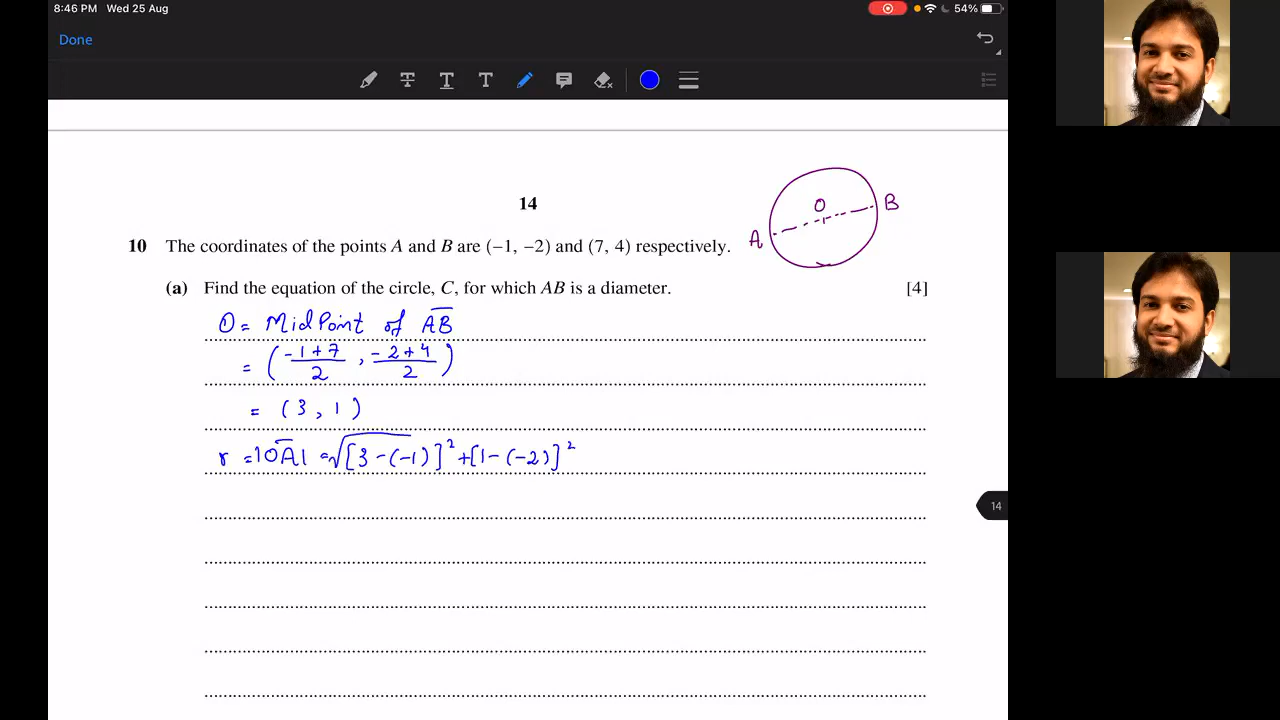 8:46 PM Wed 25 Aug
54%
Done
T T T
14
O
B
A
10 The coordinates of the points A and B are (−1, −2) and (7, 4) respectively.
(a) Find the equation of the circle, C, for which AB is a diameter. [4]
O = MidPoint of A̅B̅
= (-1+7/2, -2+4/2)
= (3, 1)
r = |O̅A̅| = √[3-(-1)]² + [1-(-2)]²
14